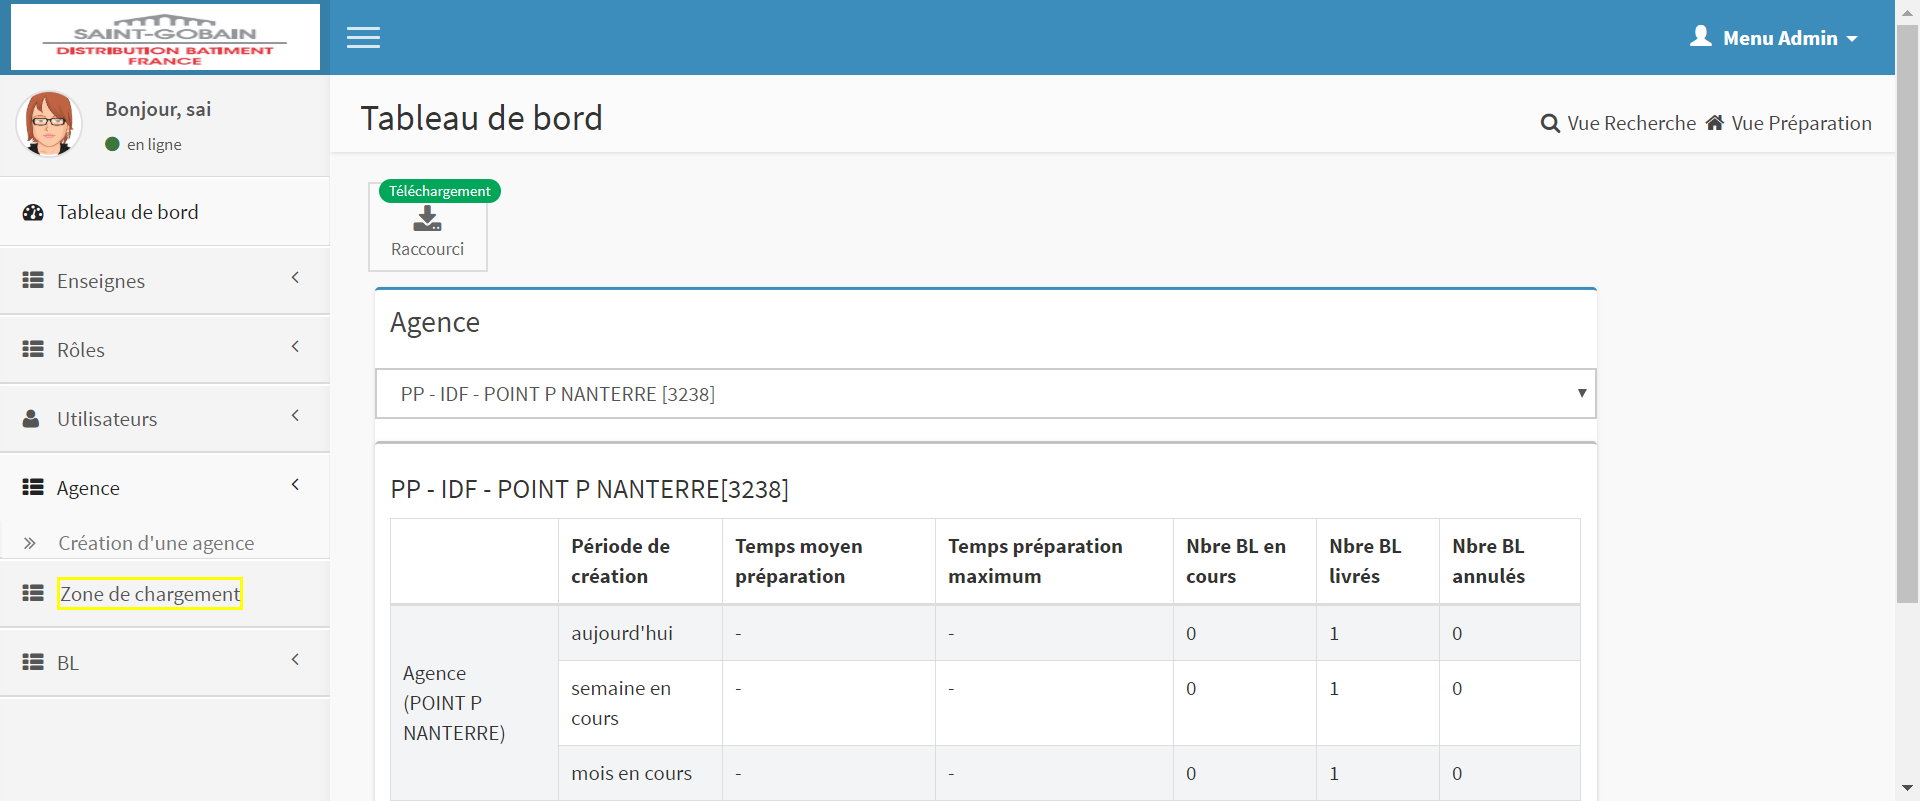 SAINT-GOBAIN
DISTRIBUTION BATIMENT
FRANCE
Menu Admin
Bonjour, sai
en ligne
Tableau de bord
Enseignes
Rôles
Utilisateurs
Agence
Création d'une agence
Zone de chargement
BL
Tableau de bord
Vue Recherche Vue Préparation
Téléchargement
Raccourci
Agence
PP - IDF - POINT P NANTERRE [3238]
PP - IDF - POINT P NANTERRE[3238]
Période de création Temps moyen préparation Temps préparation maximum Nbre BL en cours Nbre BL livrés Nbre BL annulés
Agence (POINT P NANTERRE)
aujourd'hui - - 0 1 0
semaine en cours - - 0 1 0
mois en cours - - 0 1 0